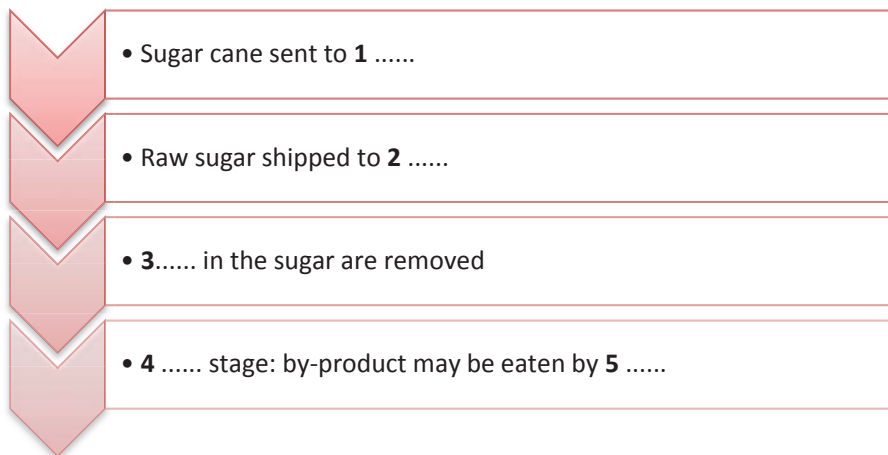 • Sugar cane sent to 1 ......
• Raw sugar shipped to 2 ......
• 3...... in the sugar are removed
• 4 ...... stage: by-product may be eaten by 5 ......